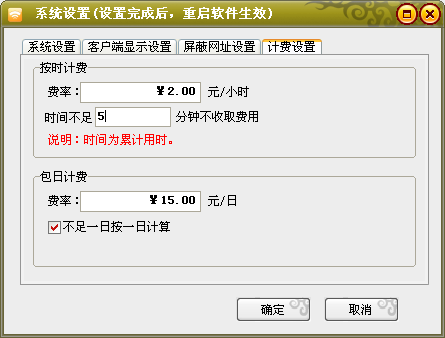 系统设置(设置完成后，重启软件生效)
系统设置 客户端显示设置 屏蔽网址设置 计费设置
按时计费
费率： ￥2.00 元/小时
时间不足 5 分钟不收取费用
说明：时间为累计用时。
包日计费
费率： ￥15.00 元/日
不足一日按一日计算
确定 取消